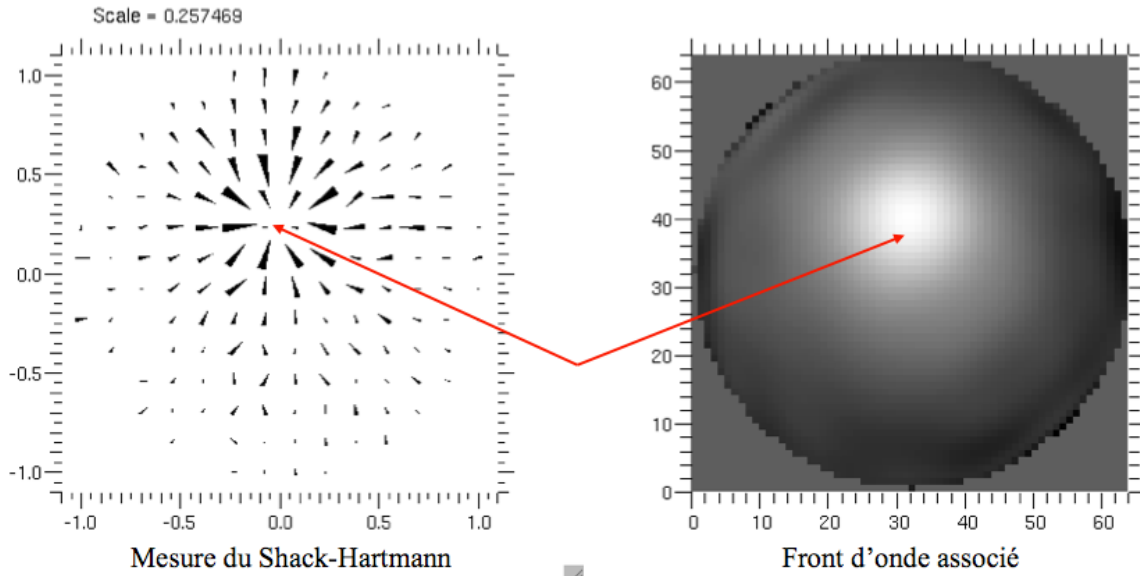 Scale = 0.257469
1.0
0.5
0.0
-0.5
-1.0
-1.0 -0.5 0.0 0.5 1.0
Mesure du Shack-Hartmann
60
50
40
30
20
10
0
0 10 20 30 40 50 60
Front d'onde associé